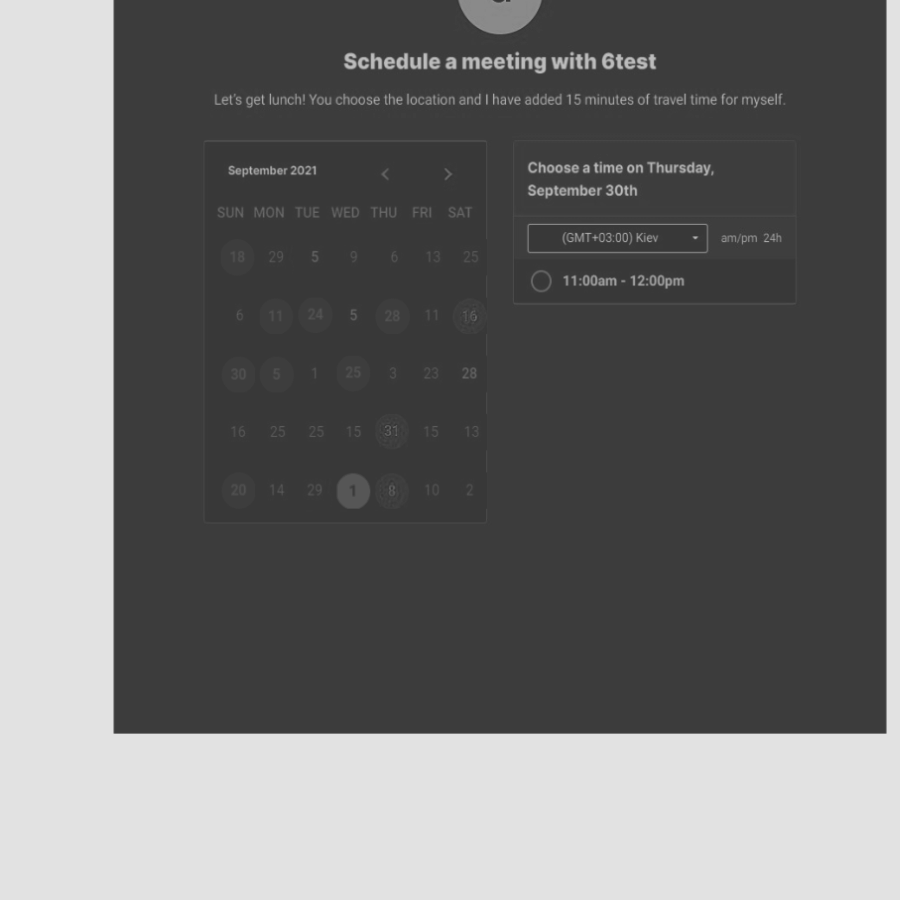 Schedule a meeting with 6test
Let's get lunch! You choose the location and I have added 15 minutes of travel time for myself.
September 2021
SUN MON TUE WED THU FRI SAT
18 29 5 9 6 13 25
6 11 24 5 28 11 16
30 5 1 25 3 23 28
16 25 25 15 31 15 13
20 14 29 1 8 10 2
Choose a time on Thursday,
September 30th
(GMT+03:00) Kiev am/pm 24h
11:00am - 12:00pm